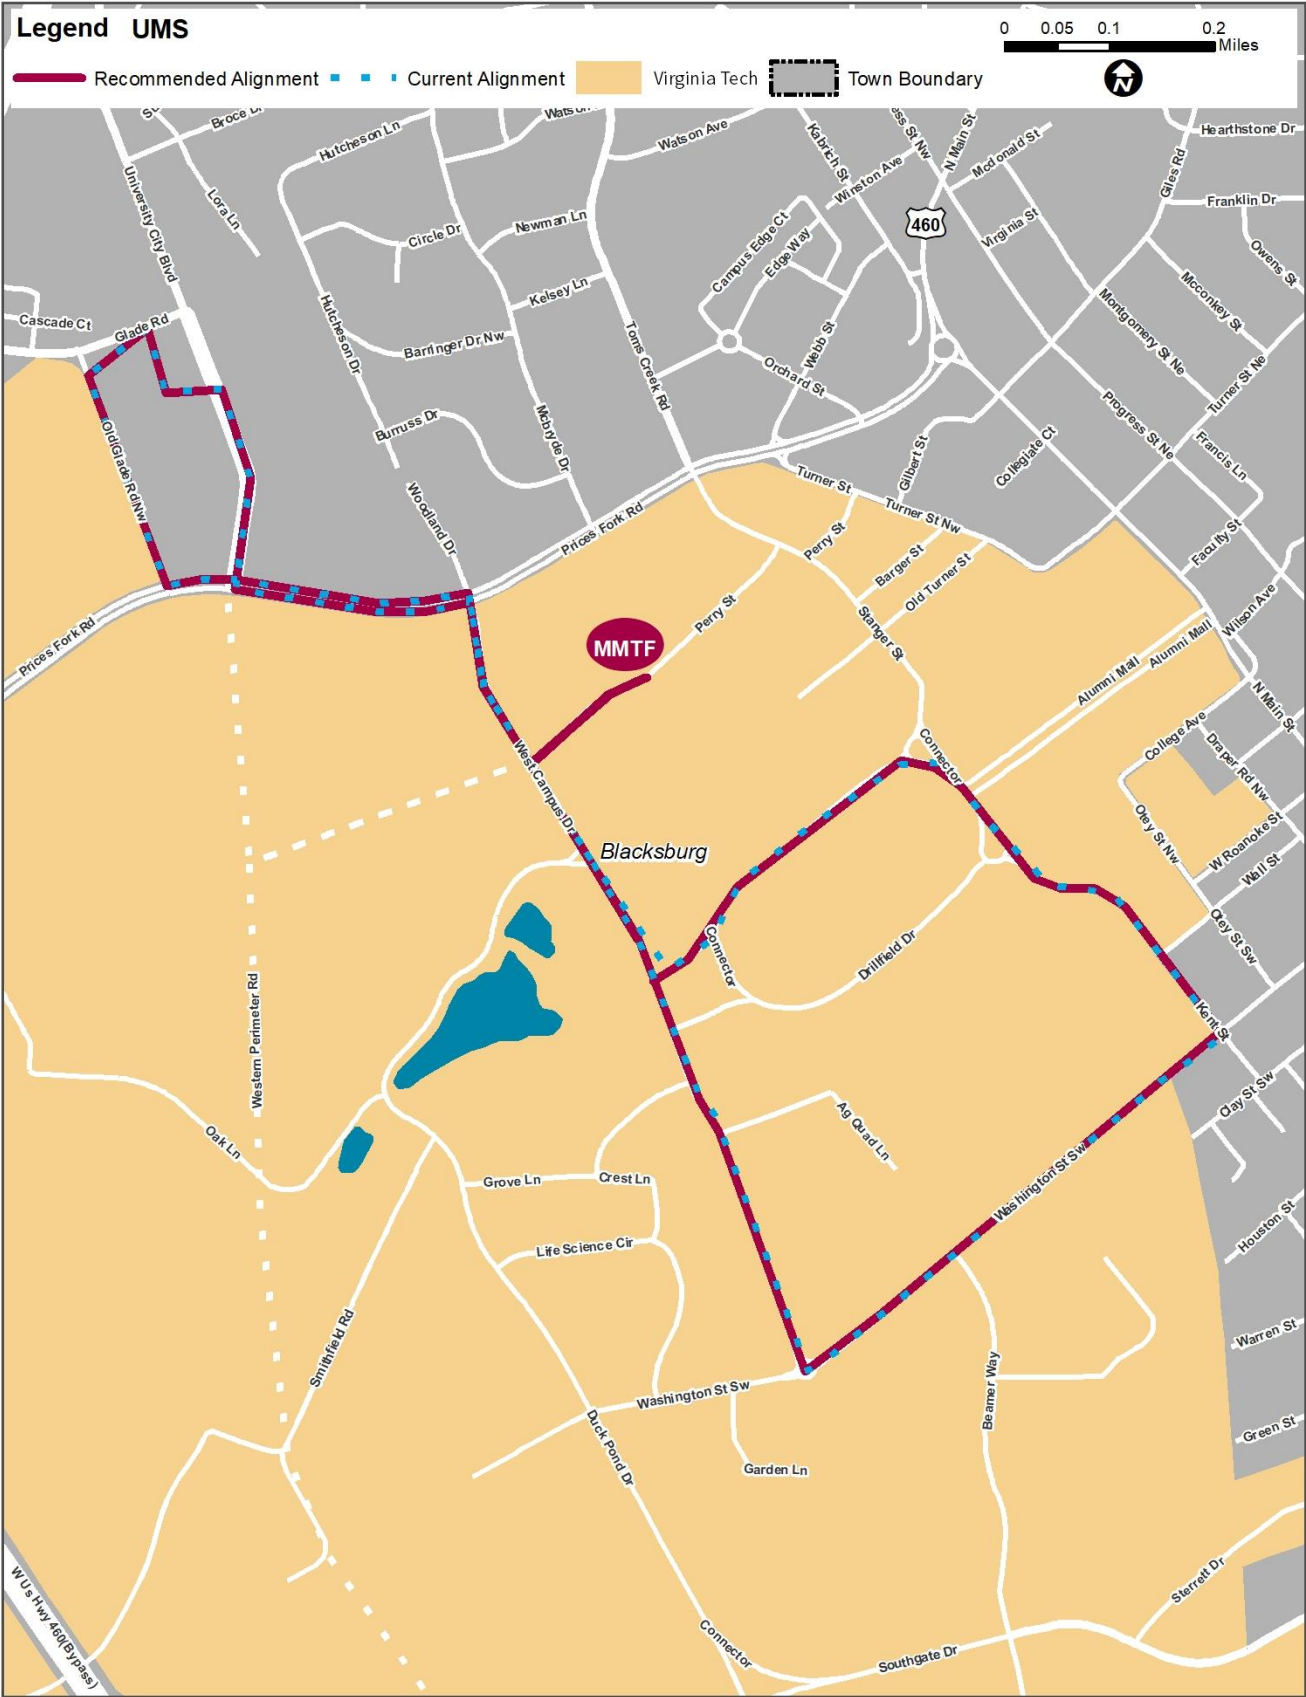 Legend UMS
0 0.05 0.1 0.2
Miles
Recommended Alignment
Current Alignment
Virginia Tech
Town Boundary
N
Broce Dr
Hutcheson Ln
Watson Ave
Kabrich St
Winston Ave
N Main St
Mcdonald St
Hearthstone Dr
Giles Rd
Franklin Dr
University City Blvd
Lora Ln
Circle Dr
Newman Ln
Campus Edge Ct
Edge Way
460
Virginia St
Owens St
Kelsey Ln
Mcconkey St
Cascade Ct
Glade Rd
Hutcheson Dr
Barringer Dr Nw
Toms Creek Rd
Webb St
Orchard St
Montgomery St Ne
Turner St Ne
Burruss Dr
Mcbryde Dr
Progress St Ne
Francis Ln
Old Glade Rd Nw
Gilbert St
Collegiate Ct
Woodland Dr
Turner St
Turner St Nw
Prices Fork Rd
Perry St
Barger St
Old Turner St
Faculty St
Wilson Ave
Prices Fork Rd
MMTF
Perry St
Stanger St
Alumni Mall
Alumni Mall
N Main St
College Ave
Draper Rd Nw
Connector
West Campus Dr
Blacksburg
Otey St Nw
W Roanoke St
Wall St
Connector
Drillfield Dr
Otey St Sw
Western Perimeter Rd
Kent St
Clay St Sw
Oak Ln
Ag Quad Ln
Grove Ln
Crest Ln
Washington St Sw
Life Science Cir
Houston St
Smithfield Rd
Warren St
Beamer Way
Washington St Sw
Duck Pond Dr
Green St
Garden Ln
W Us Hwy 460(Bypass)
Sterrett Dr
Connector
Southgate Dr